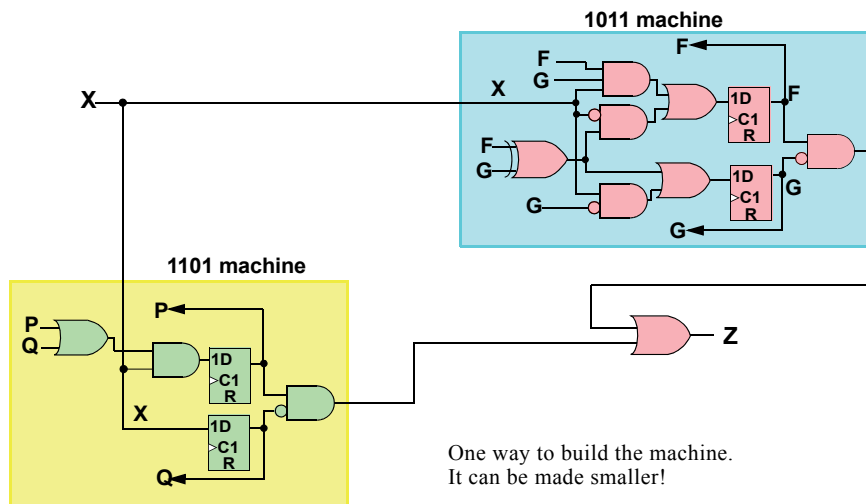 1011 machine
F
F
G
X
X
1D
C1
R
F
F
G
1D
C1
R
G
G
G
1101 machine
P
P
Q
1D
C1
R
Z
X
1D
C1
R
Q
One way to build the machine.
It can be made smaller!